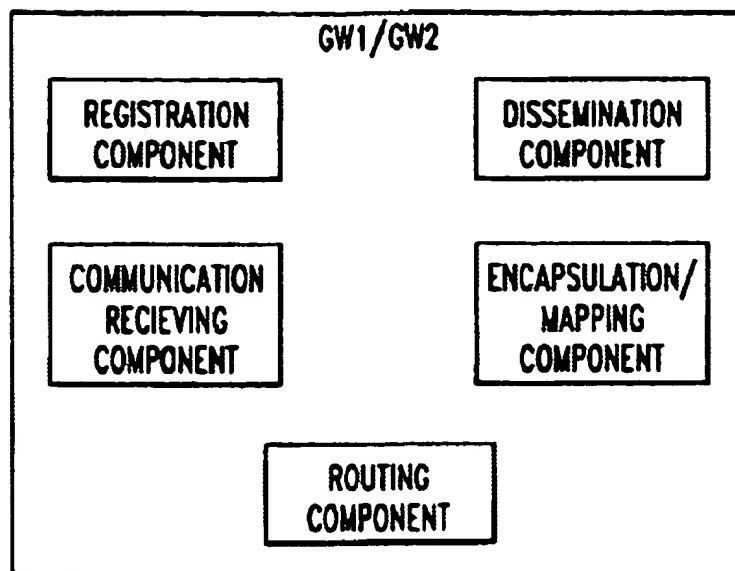 GW1/GW2
REGISTRATION
COMPONENT
DISSEMINATION
COMPONENT
COMMUNICATION
RECIEVING
COMPONENT
ENCAPSULATION/
MAPPING
COMPONENT
ROUTING
COMPONENT